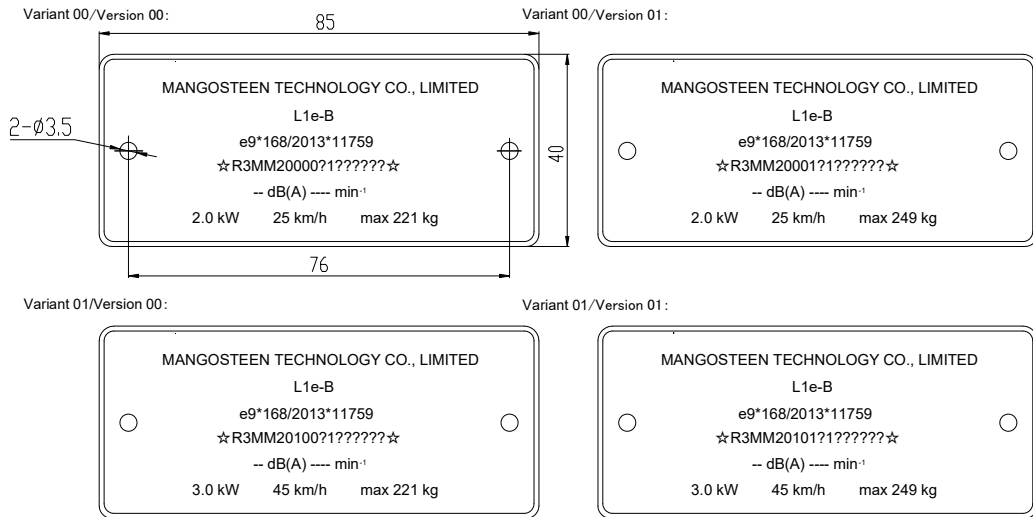 Variant 00/Version 00:
85
2-ø3.5
MANGOSTEEN TECHNOLOGY CO., LIMITED
L1e-B
e9*168/2013*11759
☆R3MM20000?1??????☆
-- dB(A) ---- min-1
2.0 kW 25 km/h max 221 kg
40
76
Variant 00/Version 01:
MANGOSTEEN TECHNOLOGY CO., LIMITED
L1e-B
e9*168/2013*11759
☆R3MM20001?1??????☆
-- dB(A) ---- min-1
2.0 kW 25 km/h max 249 kg
Variant 01/Version 00:
MANGOSTEEN TECHNOLOGY CO., LIMITED
L1e-B
e9*168/2013*11759
☆R3MM20100?1??????☆
-- dB(A) ---- min-1
3.0 kW 45 km/h max 221 kg
Variant 01/Version 01:
MANGOSTEEN TECHNOLOGY CO., LIMITED
L1e-B
e9*168/2013*11759
☆R3MM20101?1??????☆
-- dB(A) ---- min-1
3.0 kW 45 km/h max 249 kg